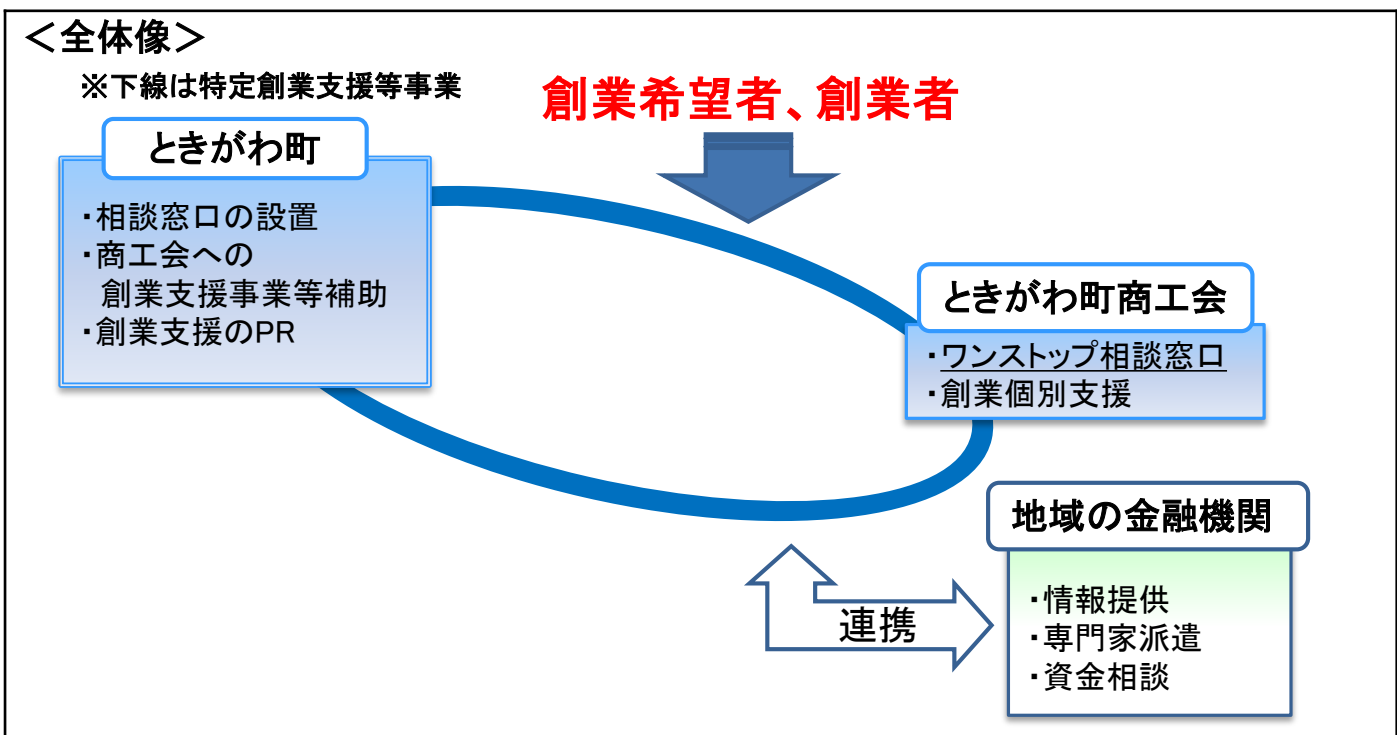 ＜全体像＞
※下線は特定創業支援等事業
創業希望者、創業者
ときがわ町
・相談窓口の設置
・商工会への
創業支援事業等補助
・創業支援のPR
ときがわ町商工会
・ワンストップ相談窓口
・創業個別支援
地域の金融機関
・情報提供
・専門家派遣
・資金相談
連携